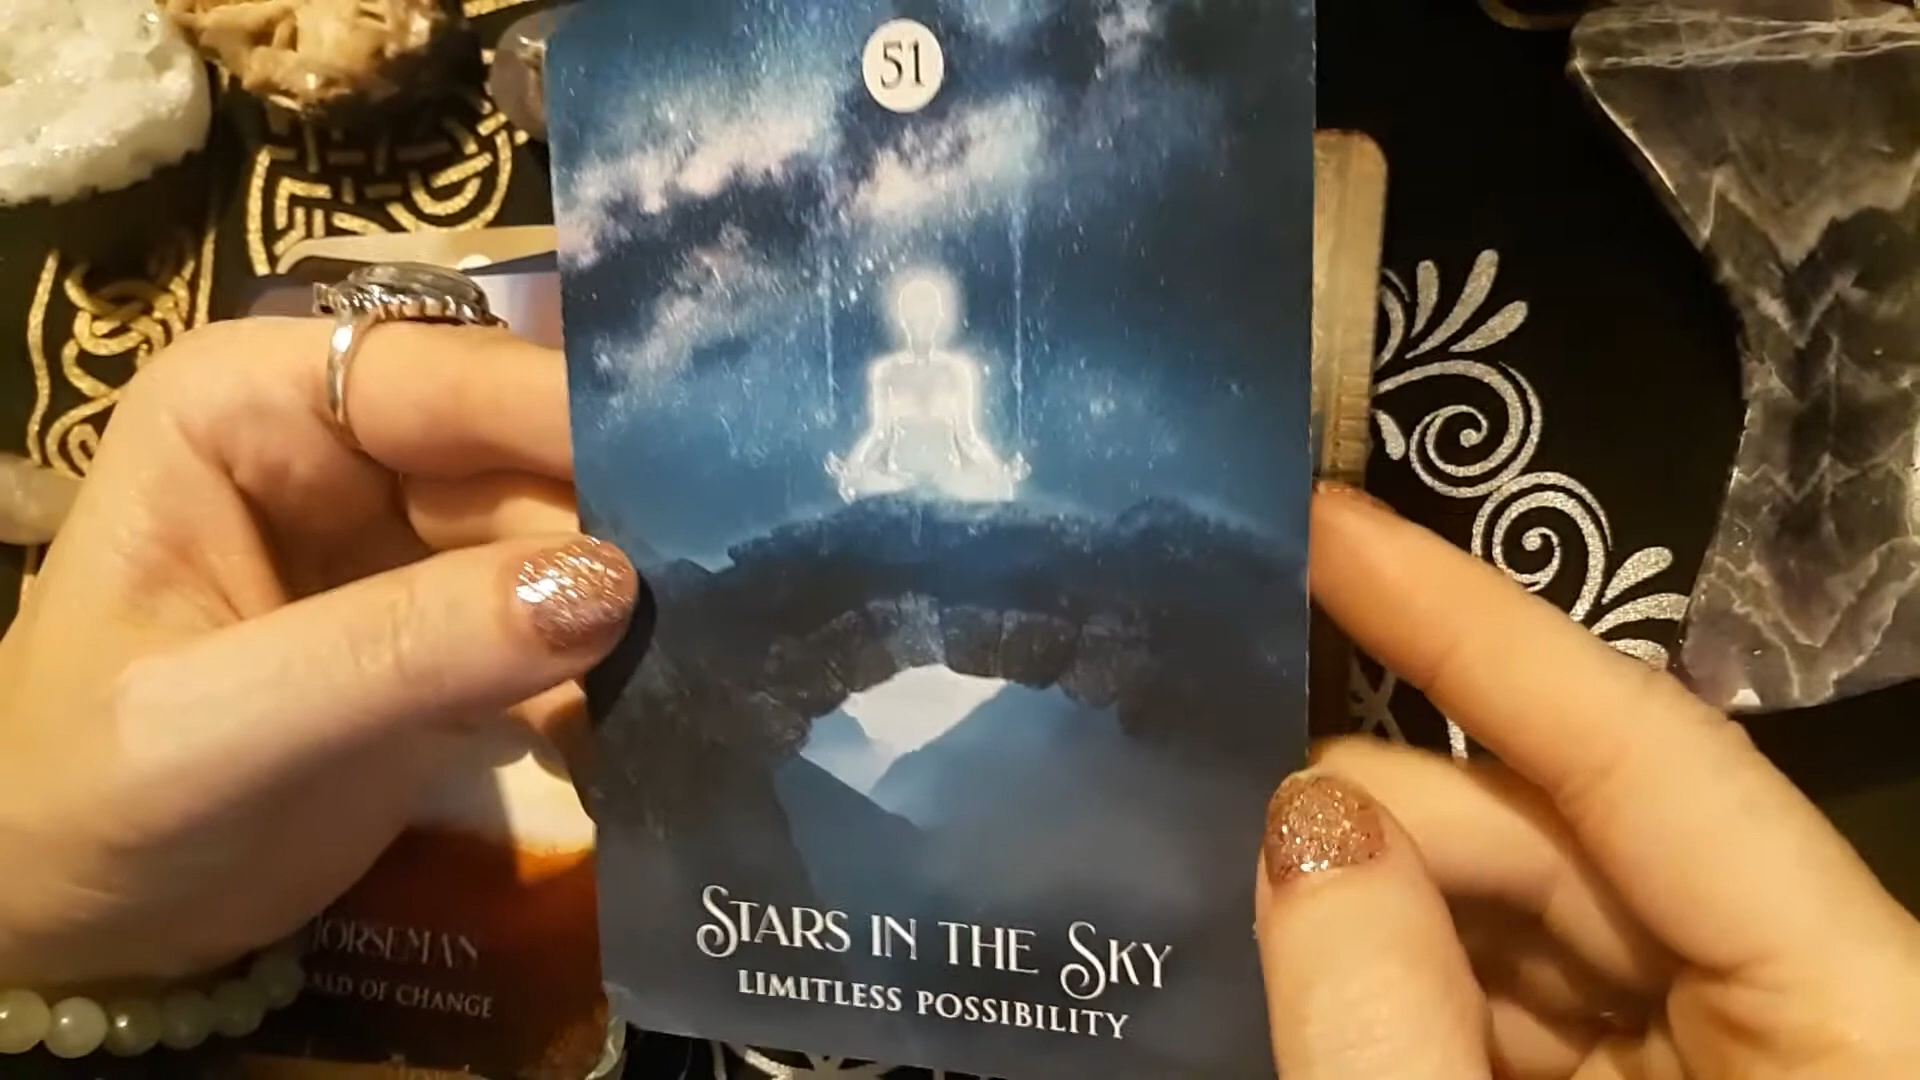 51
STARS IN THE SKY
LIMITLESS POSSIBILITY
HORSEMAN
OF CHANGE